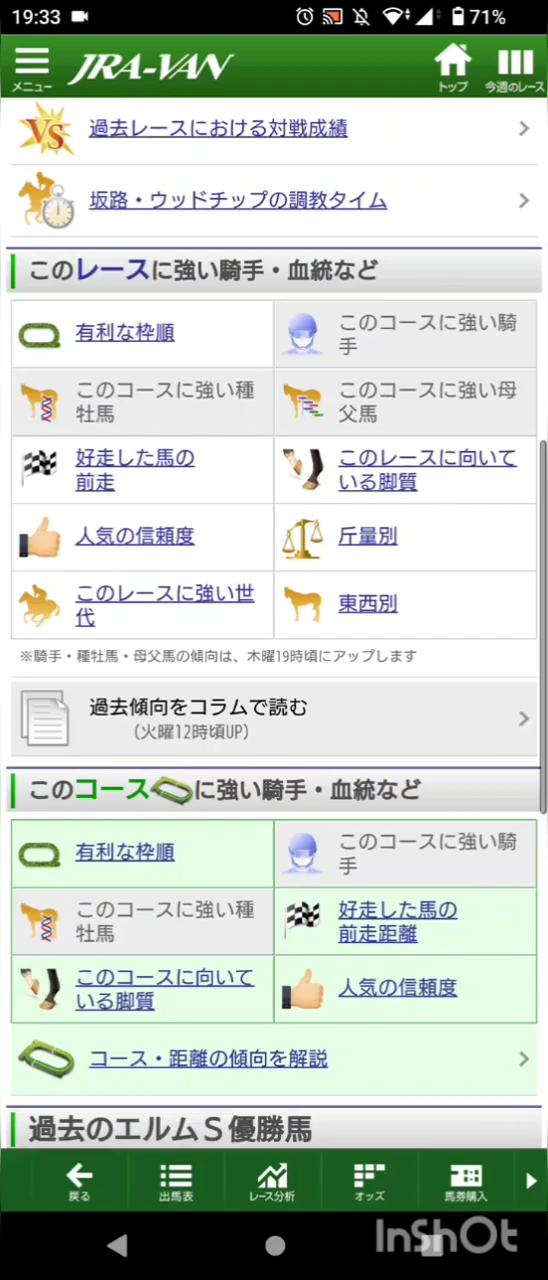 19:33 71%
メニュー JRA-VAN トップ 今週のレース
VS 過去レースにおける対戦成績
坂路・ウッドチップの調教タイム
このレースに強い騎手・血統など
有利な枠順
このコースに強い騎
手
このコースに強い種
牡馬
このコースに強い母
父馬
好走した馬の
前走
このレースに向いて
いる脚質
人気の信頼度
斤量別
このレースに強い世
代
東西別
※騎手・種牡馬・母父馬の傾向は、木曜19時頃にアップします
過去傾向をコラムで読む
(火曜12時頃UP)
このコースに強い騎手・血統など
有利な枠順
このコースに強い騎
手
このコースに強い種
牡馬
好走した馬の
前走距離
このコースに向いて
いる脚質
人気の信頼度
コース・距離の傾向を解説
過去のエルムS優勝馬
戻る 出馬表 レース分析 オッズ 馬券購入
InShOt